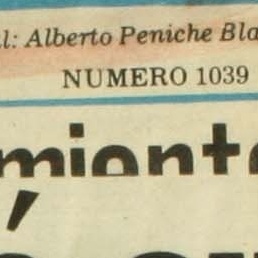 l: Alberto Peniche Bla
NUMERO 1039
miento